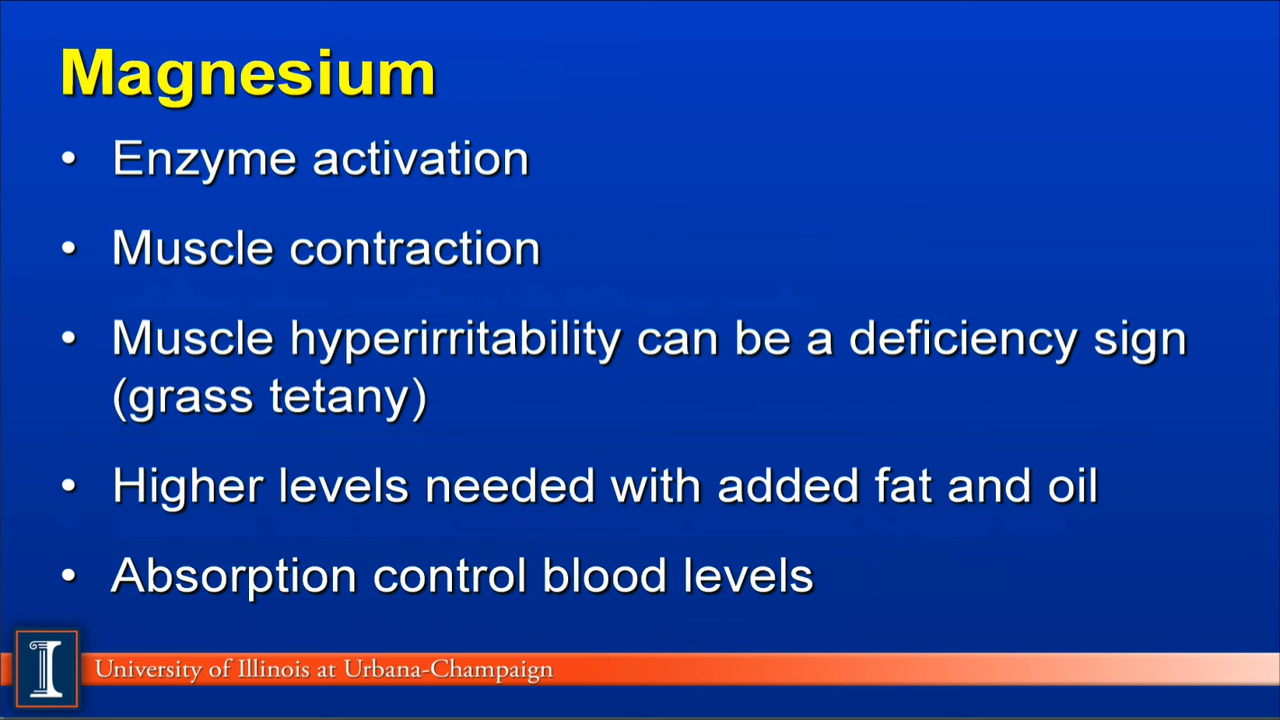 Magnesium
• Enzyme activation
• Muscle contraction
• Muscle hyperirritability can be a deficiency sign
(grass tetany)
• Higher levels needed with added fat and oil
• Absorption control blood levels
I
University of Illinois at Urbana-Champaign